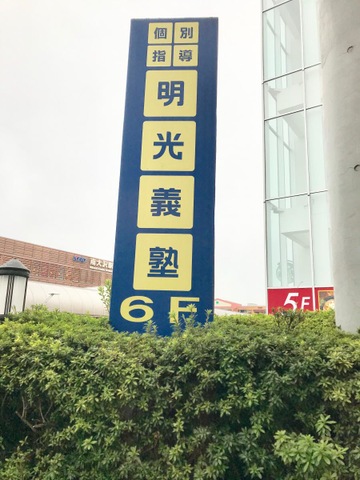 個別
指導
明
光
義
塾
6F
5F